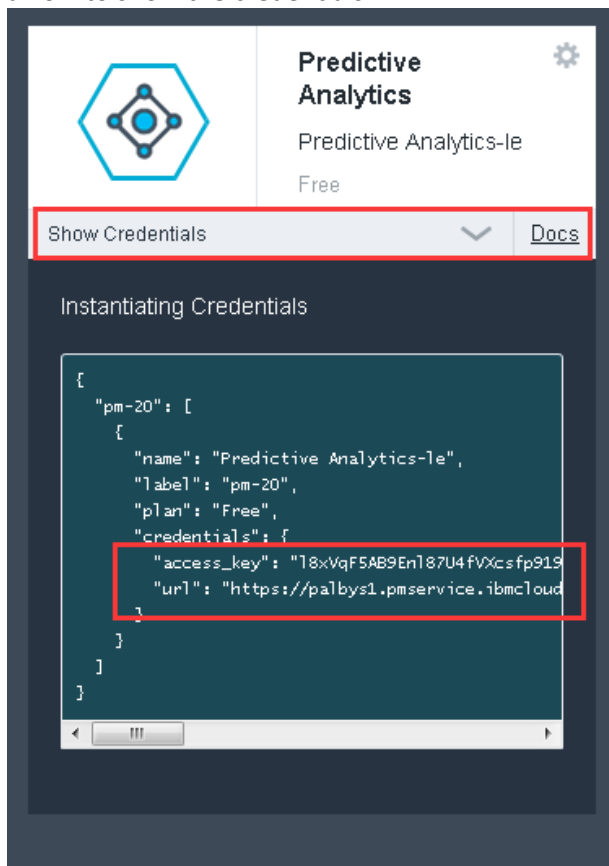 Predictive
Analytics
Predictive Analytics-le
Free
Show Credentials
Docs
Instantiating Credentials
{
"pm-20": [
{
"name": "Predictive Analytics-le",
"label": "pm-20",
"plan": "Free",
"credentials": {
"access_key": "l8xVqF5AB9Enl87U4fVXcsfp919
"url": "https://palbys1.pmservice.ibmcloud
}
}
]
}